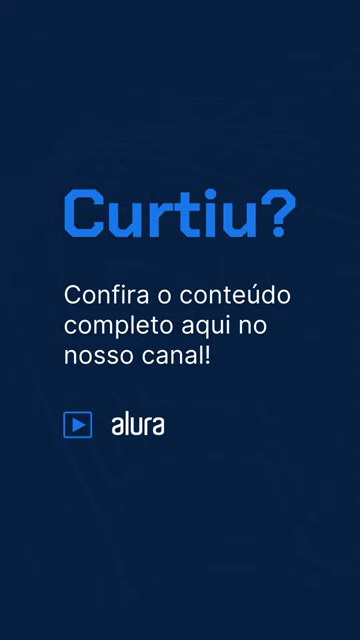 Curtiu?
Confira o conteúdo
completo aqui no
nosso canal!
alura